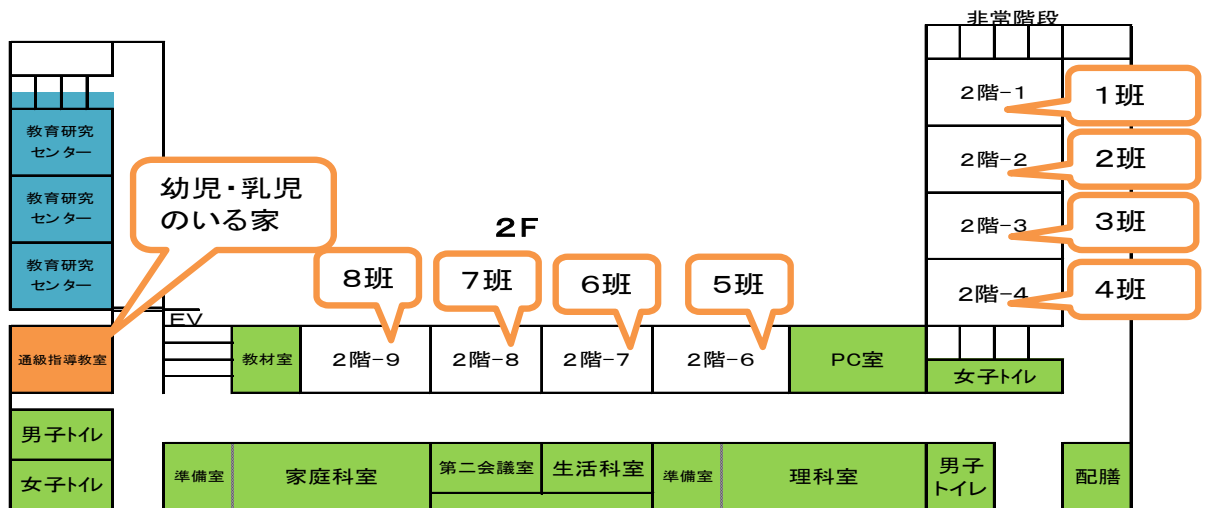 非常階段
2階-1
1班
教育研究
センター
2階-2
2班
教育研究
センター
幼児・乳児
のいる家
2F
2階-3
3班
教育研究
センター
8班
7班
6班
5班
2階-4
4班
EV
通級指導教室
教材室
2階-9
2階-8
2階-7
2階-6
PC室
女子トイレ
男子トイレ
女子トイレ
準備室
家庭科室
第二会議室
生活科室
準備室
理科室
男子
トイレ
配膳